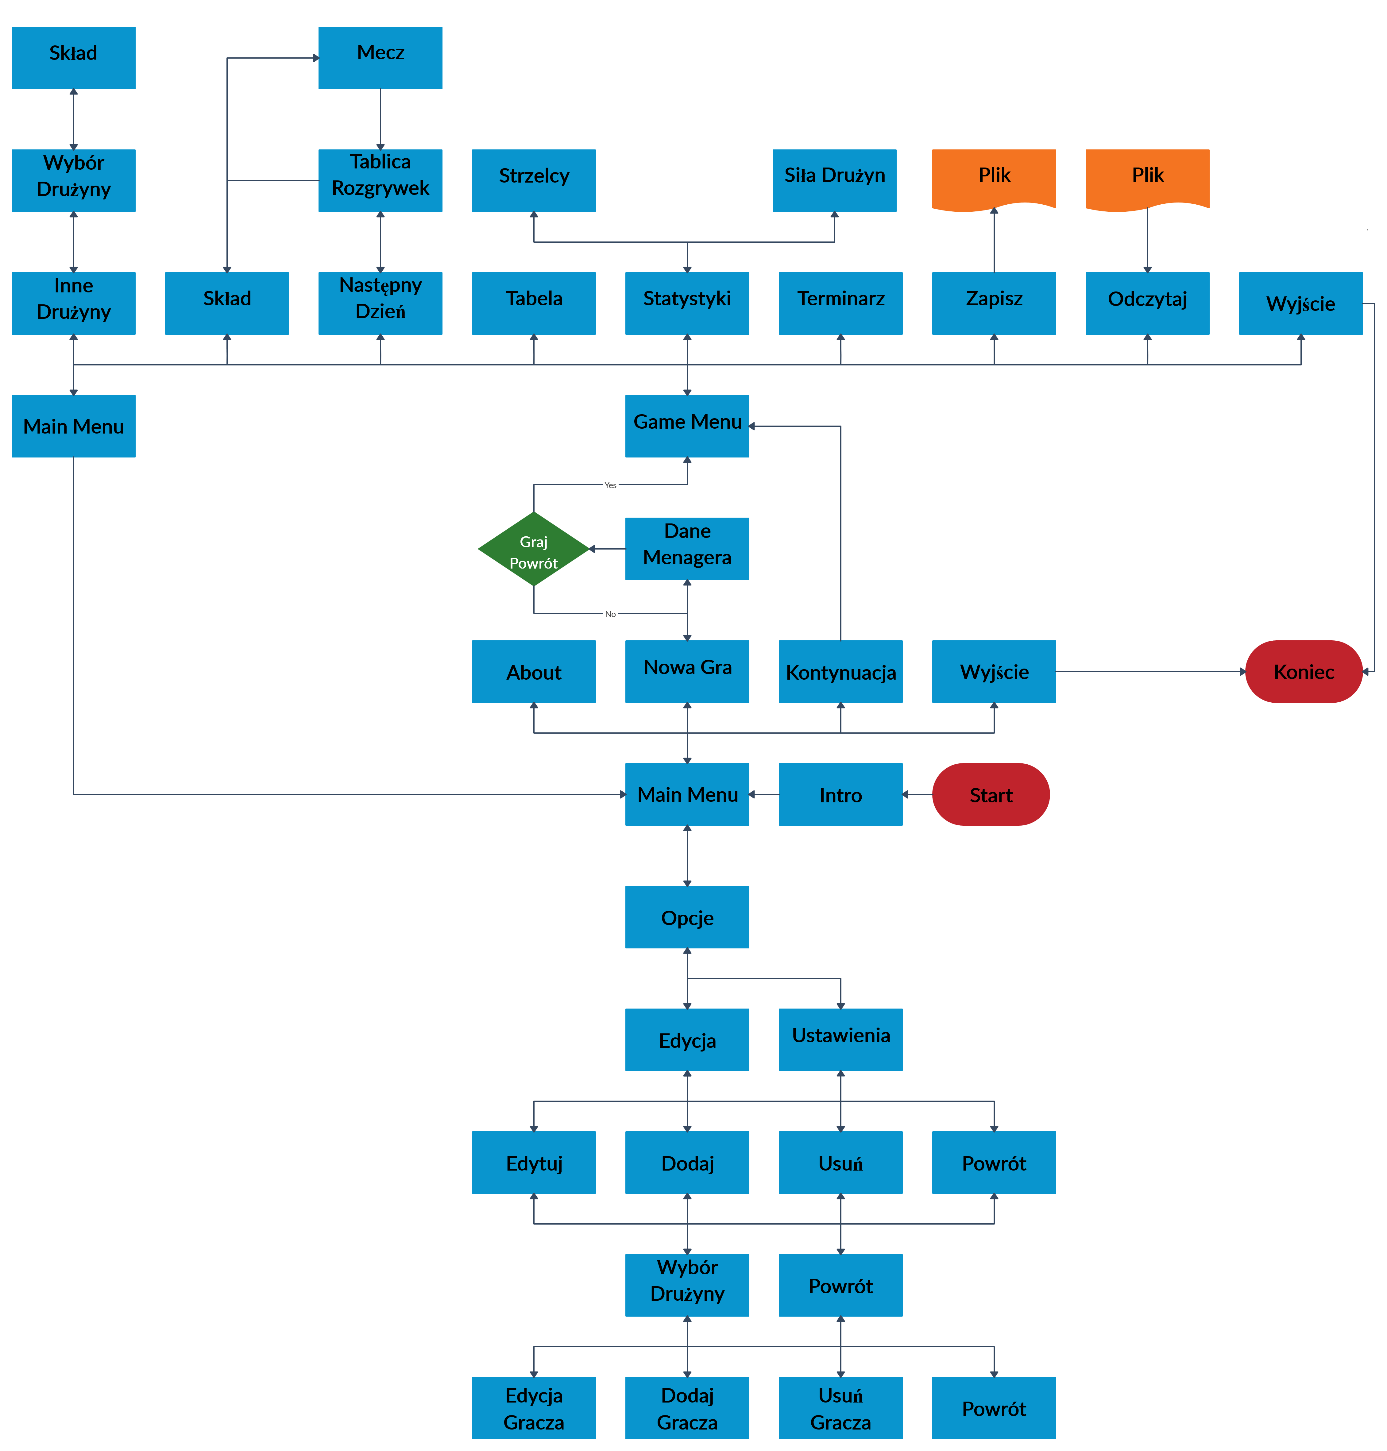 Skład
Mecz
Wybór
Drużyny
Tablica
Rozgrywek
Strzelcy
Siła Drużyn
Plik
Plik
Inne
Drużyny
Skład
Następny
Dzień
Tabela
Statystyki
Terminarz
Zapisz
Odczytaj
Wyjście
Main Menu
Game Menu
Yes
Graj
Powrót
Dane
Menagera
No
About
Nowa Gra
Kontynuacja
Wyjście
Koniec
Main Menu
Intro
Start
Opcje
Edycja
Ustawienia
Edytuj
Dodaj
Usuń
Powrót
Wybór
Drużyny
Powrót
Edycja
Gracza
Dodaj
Gracza
Usuń
Gracza
Powrót